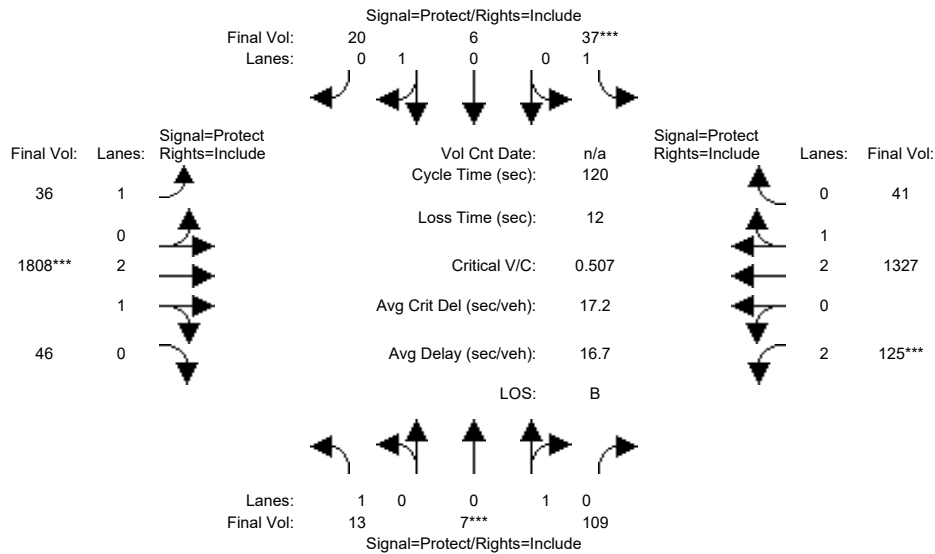 Signal=Protect/Rights=Include
Final Vol: 20 6 37***
Lanes: 0 1 0 0 1
Signal=Protect
Final Vol: Lanes: Rights=Include
Vol Cnt Date: n/a
Signal=Protect
Rights=Include Lanes: Final Vol:
Cycle Time (sec): 120
36 1
0 41
Loss Time (sec): 12
0
1
1808*** 2
Critical V/C: 0.507
2 1327
1
Avg Crit Del (sec/veh): 17.2
0
46 0
Avg Delay (sec/veh): 16.7
2 125***
LOS: B
Lanes: 1 0 0 1 0
Final Vol: 13 7*** 109
Signal=Protect/Rights=Include